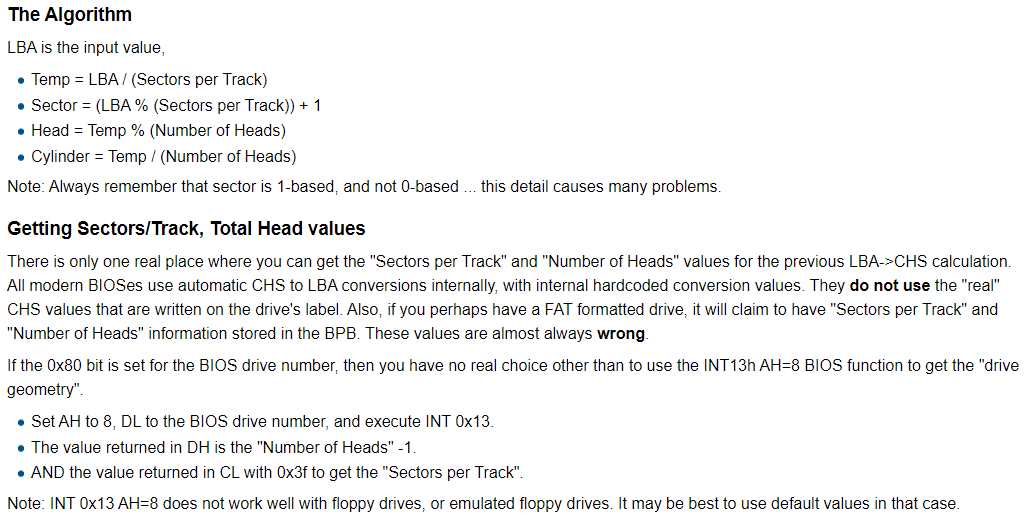 The Algorithm
LBA is the input value,
• Temp = LBA / (Sectors per Track)
• Sector = (LBA % (Sectors per Track)) + 1
• Head = Temp % (Number of Heads)
• Cylinder = Temp / (Number of Heads)
Note: Always remember that sector is 1-based, and not 0-based ... this detail causes many problems.
Getting Sectors/Track, Total Head values
There is only one real place where you can get the "Sectors per Track" and "Number of Heads" values for the previous LBA->CHS calculation.
All modern BIOSes use automatic CHS to LBA conversions internally, with internal hardcoded conversion values. They do not use the "real"
CHS values that are written on the drive's label. Also, if you perhaps have a FAT formatted drive, it will claim to have "Sectors per Track" and
"Number of Heads" information stored in the BPB. These values are almost always wrong.
If the 0x80 bit is set for the BIOS drive number, then you have no real choice other than to use the INT13h AH=8 BIOS function to get the "drive
geometry".
• Set AH to 8, DL to the BIOS drive number, and execute INT 0x13.
• The value returned in DH is the "Number of Heads" -1.
• AND the value returned in CL with 0x3f to get the "Sectors per Track".
Note: INT 0x13 AH=8 does not work well with floppy drives, or emulated floppy drives. It may be best to use default values in that case.